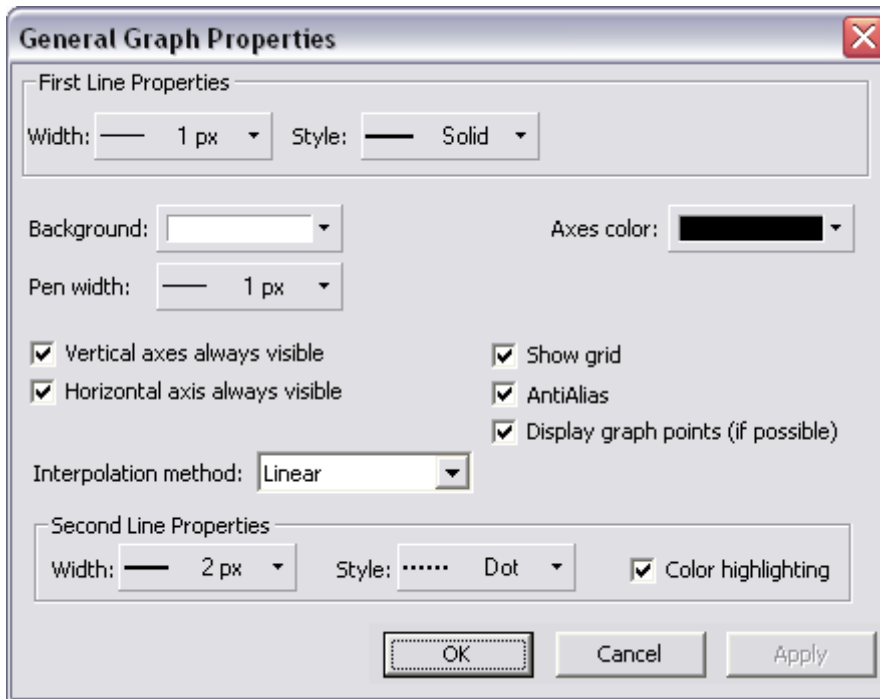 General Graph Properties
First Line Properties
Width: 1 px Style: Solid
Background: Axes color:
Pen width: 1 px
Vertical axes always visible
Horizontal axis always visible
Show grid
AntiAlias
Display graph points (if possible)
Interpolation method: Linear
Second Line Properties
Width: 2 px Style: Dot Color highlighting
OK Cancel Apply